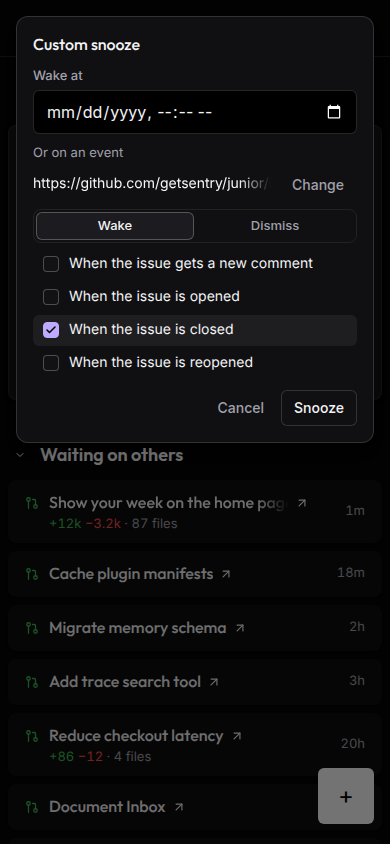 Custom snooze
Wake at
mm/dd/yyyy, --:-- --
Or on an event
https://github.com/getsentry/junior/
Change
Wake
Dismiss
When the issue gets a new comment
When the issue is opened
When the issue is closed
When the issue is reopened
Cancel
Snooze
Waiting on others
Show your week on the home page
1m
+12k −3.2k · 87 files
Cache plugin manifests
18m
Migrate memory schema
2h
Add trace search tool
3h
Reduce checkout latency
20h
+86 −12 · 4 files
Document Inbox
+